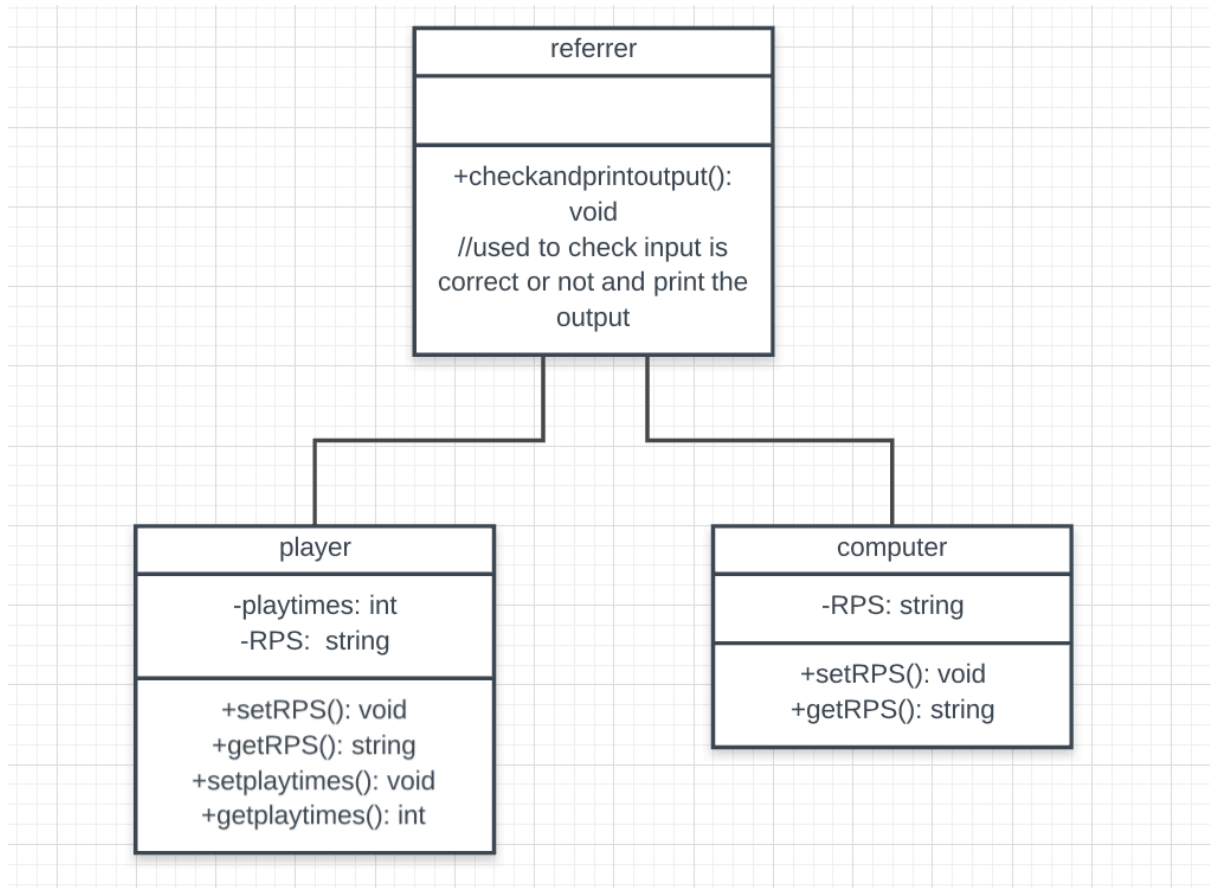 referrer
+checkandprintoutput():
void
//used to check input is
correct or not and print the
output
player
-playtimes: int
-RPS:  string
+setRPS(): void
+getRPS(): string
+setplaytimes(): void
+getplaytimes(): int
computer
-RPS: string
+setRPS(): void
+getRPS(): string